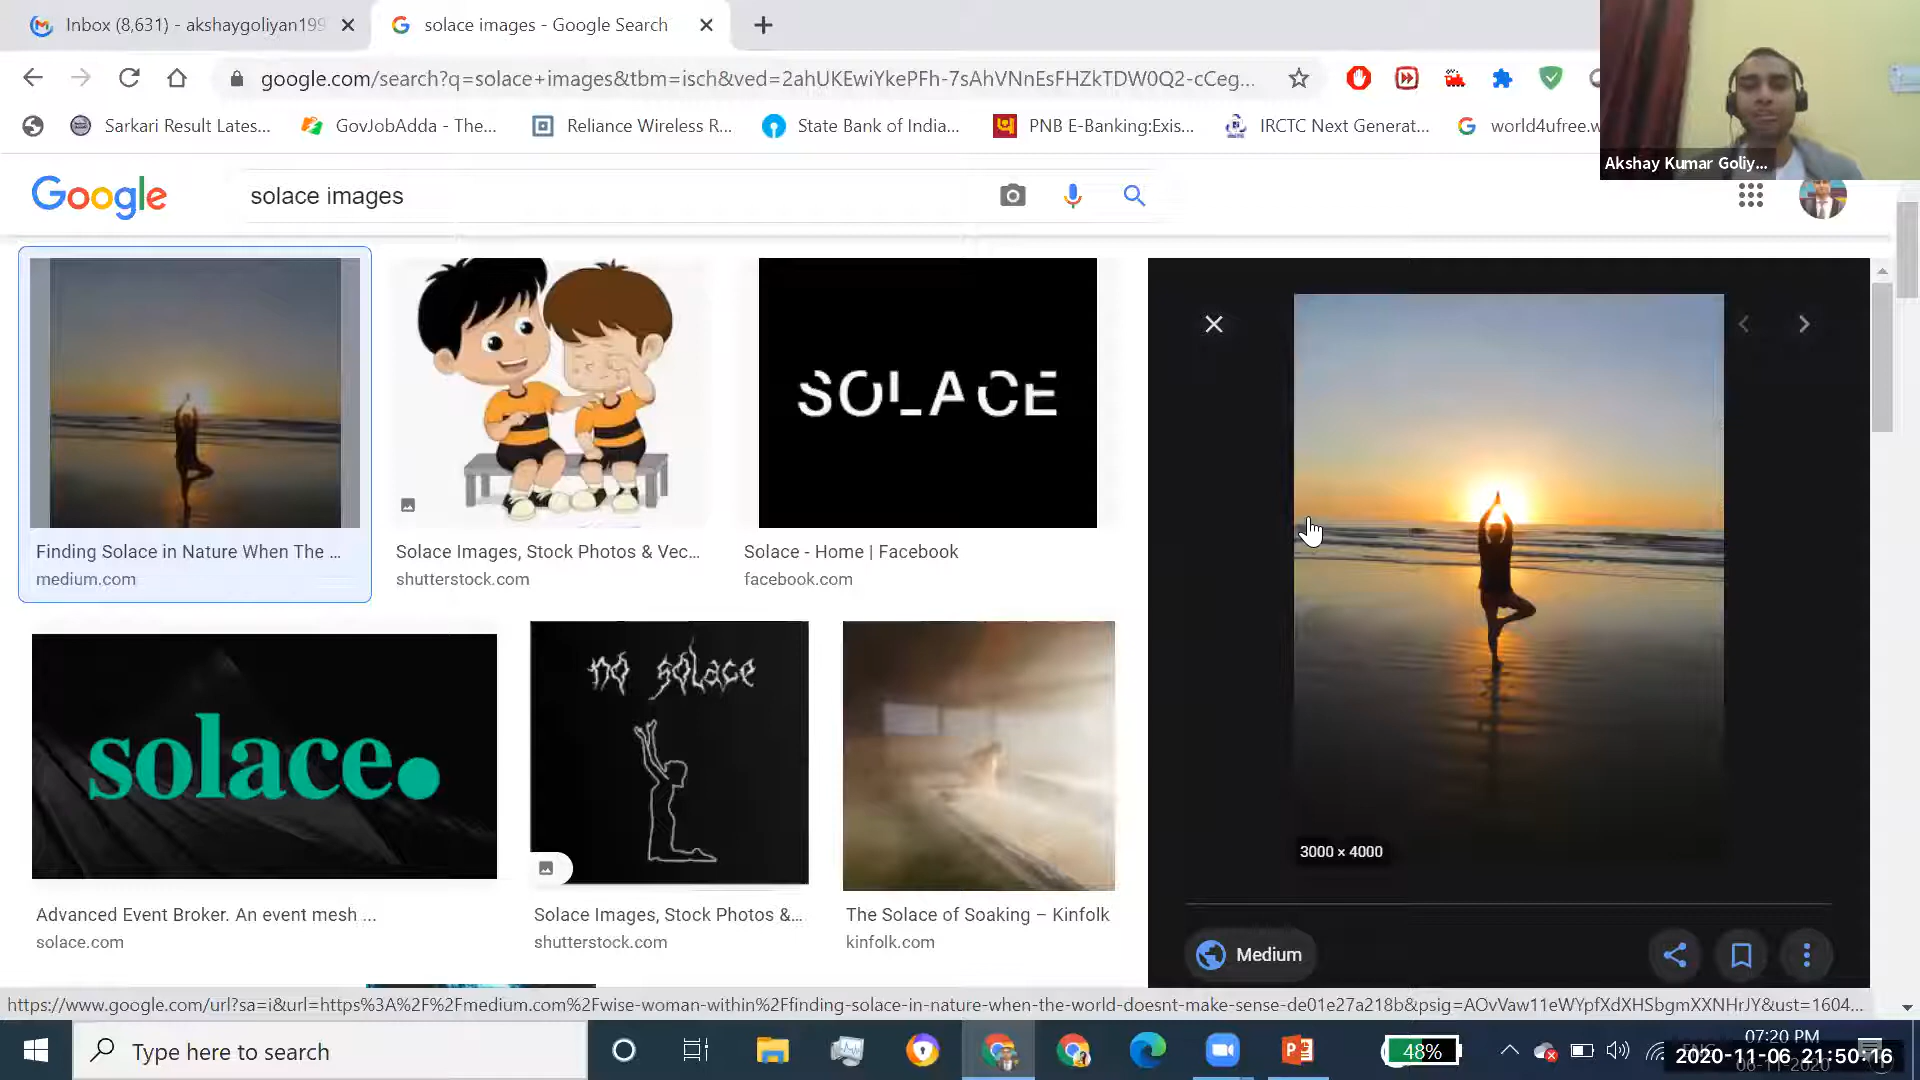 Inbox (8,631) - akshaygoliyan199
solace images - Google Search
google.com/search?q=solace+images&tbm=isch&ved=2ahUKEwiYkePFh-7sAhVNnEsFHZkTDW0Q2-cCeg...
Sarkari Result Lates...
GovJobAdda - The...
Reliance Wireless R...
State Bank of India...
PNB E-Banking:Exis...
IRCTC Next Generat...
world4ufree.w
Akshay Kumar Goliy...
Google
solace images
SOLACE
Finding Solace in Nature When The ...
medium.com
Solace Images, Stock Photos & Vec...
shutterstock.com
Solace - Home | Facebook
facebook.com
solace.
no solace
3000 × 4000
Advanced Event Broker. An event mesh ...
solace.com
Solace Images, Stock Photos &...
shutterstock.com
The Solace of Soaking – Kinfolk
kinfolk.com
Medium
https://www.google.com/url?sa=i&url=https%3A%2F%2Fmedium.com%2Fwise-woman-within%2Ffinding-solace-in-nature-when-the-world-doesnt-make-sense-de01e27a218b&psig=AOvVaw11eWYpfXdXHSbgmXXNHrJY&ust=1604...
Type here to search
48%
07:20 PM
2020-11-06 21:50:16
06-11-2020